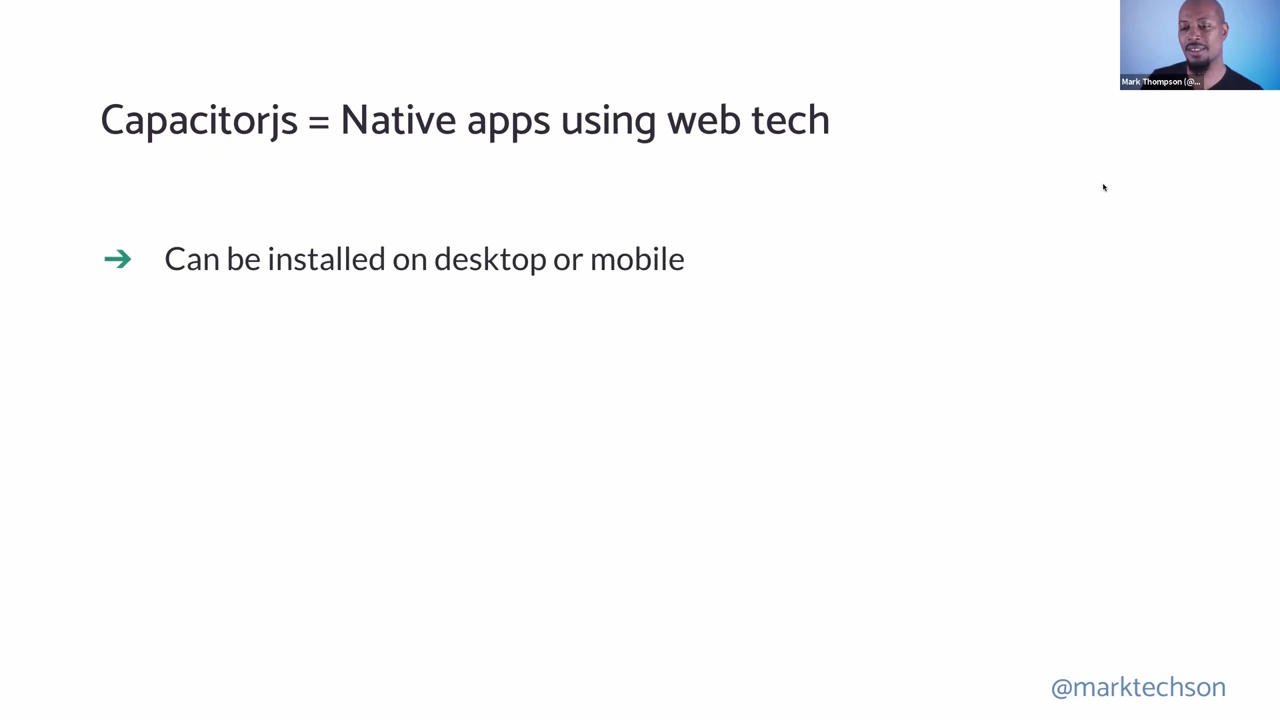 Mark Thompson (@...
Capacitorjs = Native apps using web tech
➔ Can be installed on desktop or mobile
@marktechson